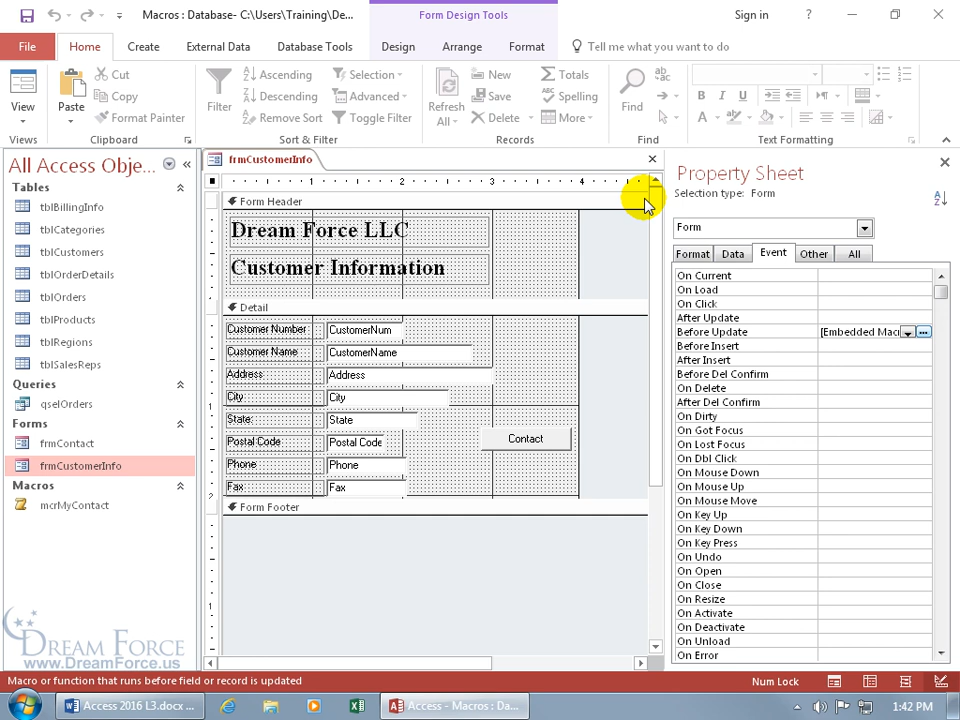 Macros : Database- C:\Users\Training\De...
Form Design Tools
Sign in
?
File
Home
Create
External Data
Database Tools
Design
Arrange
Format
Tell me what you want to do
View
Views
Paste
Cut
Copy
Format Painter
Clipboard
Filter
Ascending
Descending
Remove Sort
Selection
Advanced
Toggle Filter
Sort & Filter
Refresh
All
New
Save
Delete
Totals
Spelling
More
Records
Find
Find
B I U
A
Text Formatting
All Access Obje...
Tables
tblBillingInfo
tblCategories
tblCustomers
tblOrderDetails
tblOrders
tblProducts
tblRegions
tblSalesReps
Queries
qselOrders
Forms
frmContact
frmCustomerInfo
Macros
mcrMyContact
DREAM FORCE
www.DreamForce.us
frmCustomerInfo
1 2 3 4
Form Header
Dream Force LLC
Customer Information
Detail
Customer Number CustomerNum
Customer Name CustomerName
Address Address
City City
State: State
Postal Code Postal Code
Contact
Phone Phone
Fax Fax
Form Footer
Property Sheet
Selection type: Form
Form
Format Data Event Other All
On Current
On Load
On Click
After Update
Before Update [Embedded Mac
Before Insert
After Insert
Before Del Confirm
On Delete
After Del Confirm
On Dirty
On Got Focus
On Lost Focus
On Dbl Click
On Mouse Down
On Mouse Up
On Mouse Move
On Key Up
On Key Down
On Key Press
On Undo
On Open
On Close
On Resize
On Activate
On Deactivate
On Unload
On Error
Macro or function that runs before field or record is updated
Num Lock
Access 2016 L3.docx ...
Access - Macros : Da...
1:42 PM